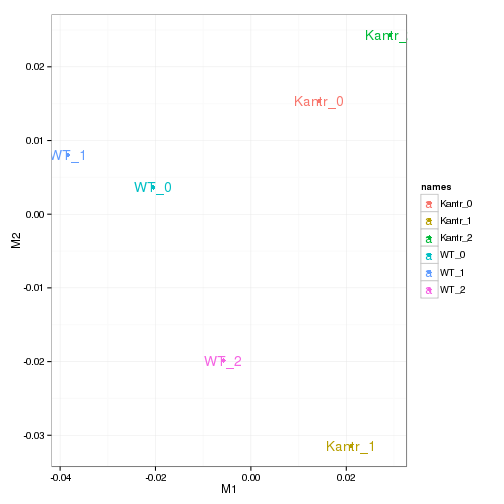 Kantr_
0.02
Kantr_0
0.01
WT_1
WT_0
names
Kantr_0
Kantr_1
Kantr_2
WT_0
WT_1
WT_2
0.00
M2
-0.01
-0.02
WT_2
-0.03
Kantr_1
-0.04
-0.02
0.00
0.02
M1